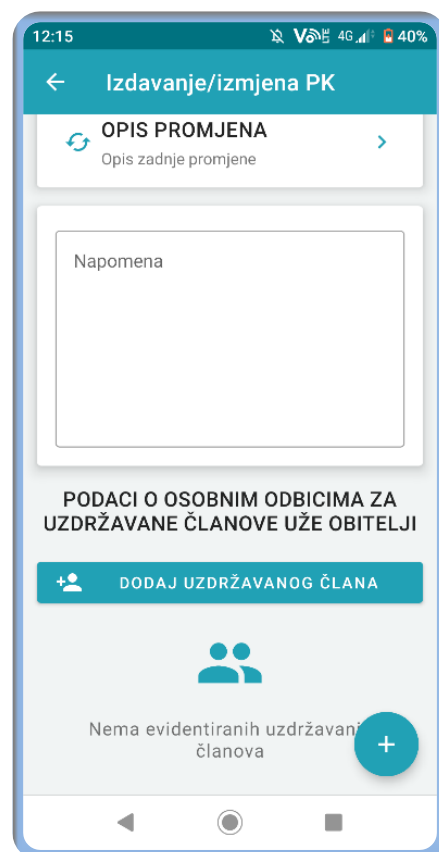 12:15
4G 40%
Izdavanje/izmjena PK
OPIS PROMJENA
Opis zadnje promjene
Napomena
PODACI O OSOBNIM ODBICIMA ZA
UZDRŽAVANE ČLANOVE UŽE OBITELJI
DODAJ UZDRŽAVANOG ČLANA
Nema evidentiranih
članova